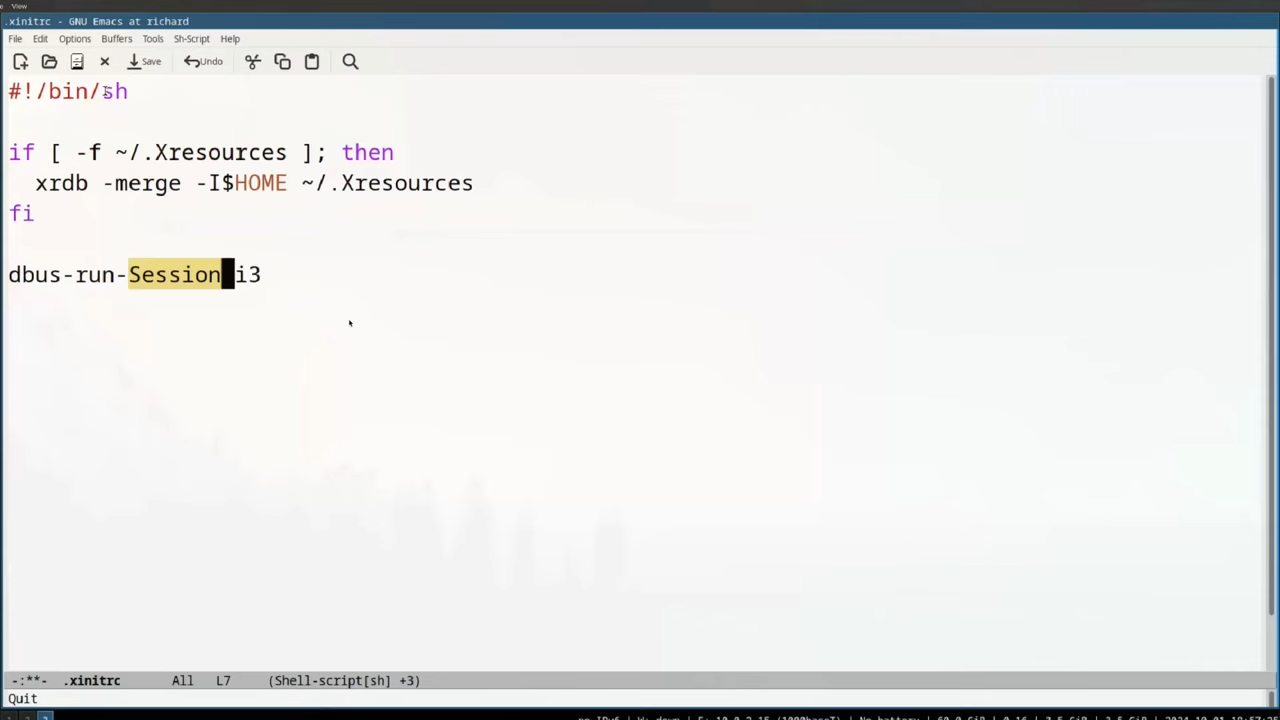 View
.xinitrc - GNU Emacs at richard
File Edit Options Buffers Tools Sh-Script Help
Save Undo
#!/bin/sh
if [ -f ~/.Xresources ]; then
xrdb -merge -I$HOME ~/.Xresources
fi
dbus-run-Session i3
-:**- .xinitrc All L7 (Shell-script[sh] +3)
Quit